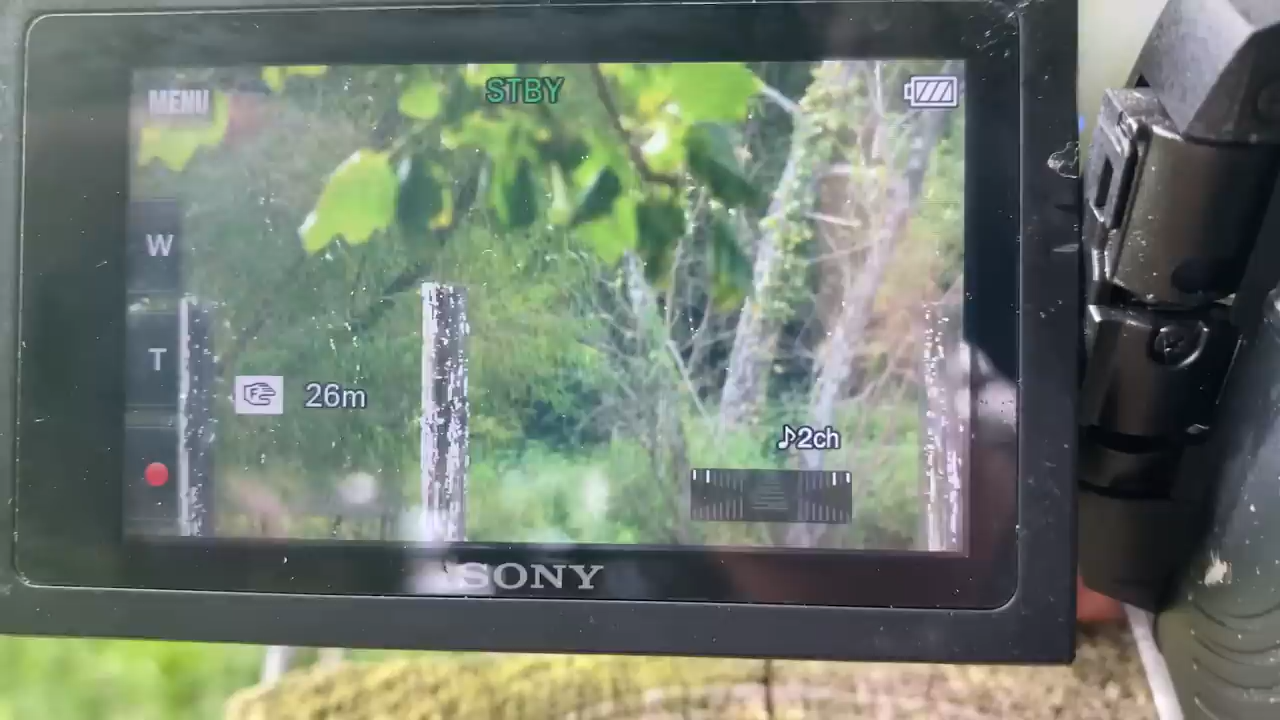 MENU
STBY
W
T
F 26m
♪2ch
SONY